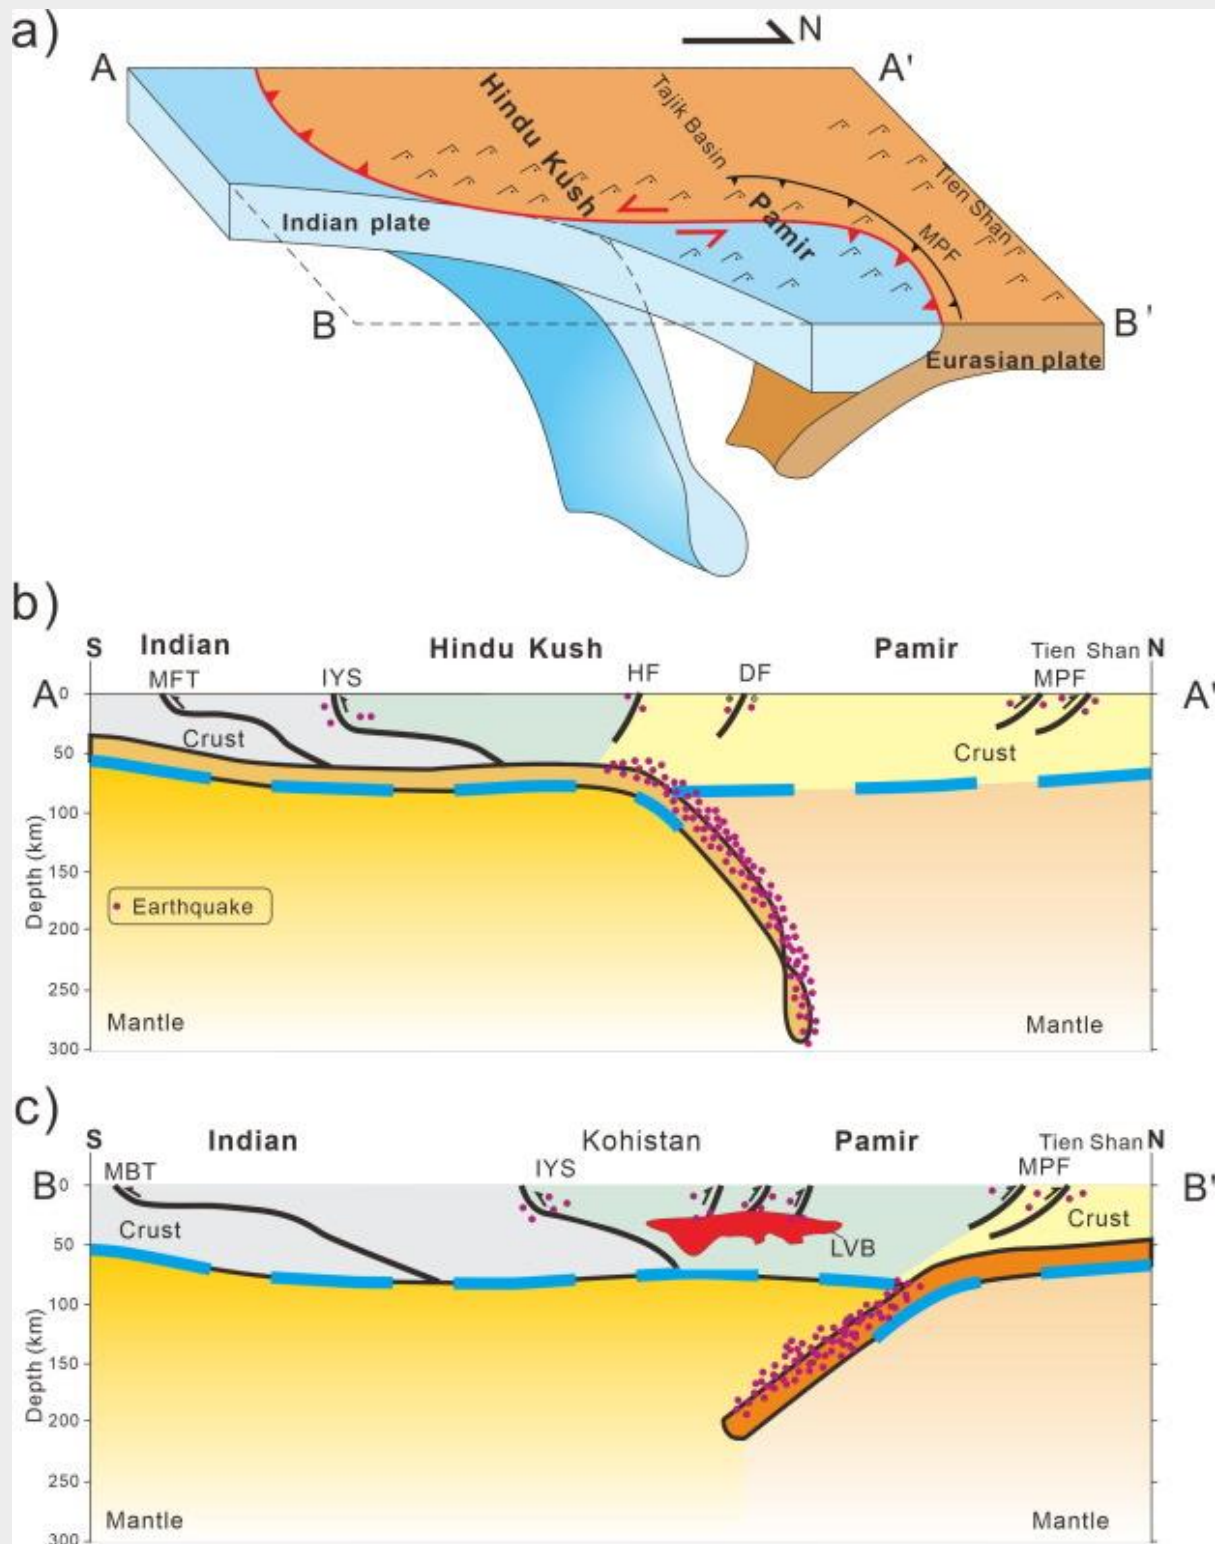 a)
N
A
A'
Hindu Kush
Tajik Basin
Tien Shan
Pamir
MPF
Indian plate
B
B'
Eurasian plate
b)
S Indian Hindu Kush Pamir Tien Shan N
MFT IYS HF DF MPF
A A'
0
Crust
Crust
50
100
150
200
250
300
Depth (km)
Earthquake
Mantle Mantle
c)
S Indian Kohistan Pamir Tien Shan N
MBT IYS MPF
B B'
0
Crust Crust
LVB
50
100
150
200
250
300
Depth (km)
Mantle Mantle